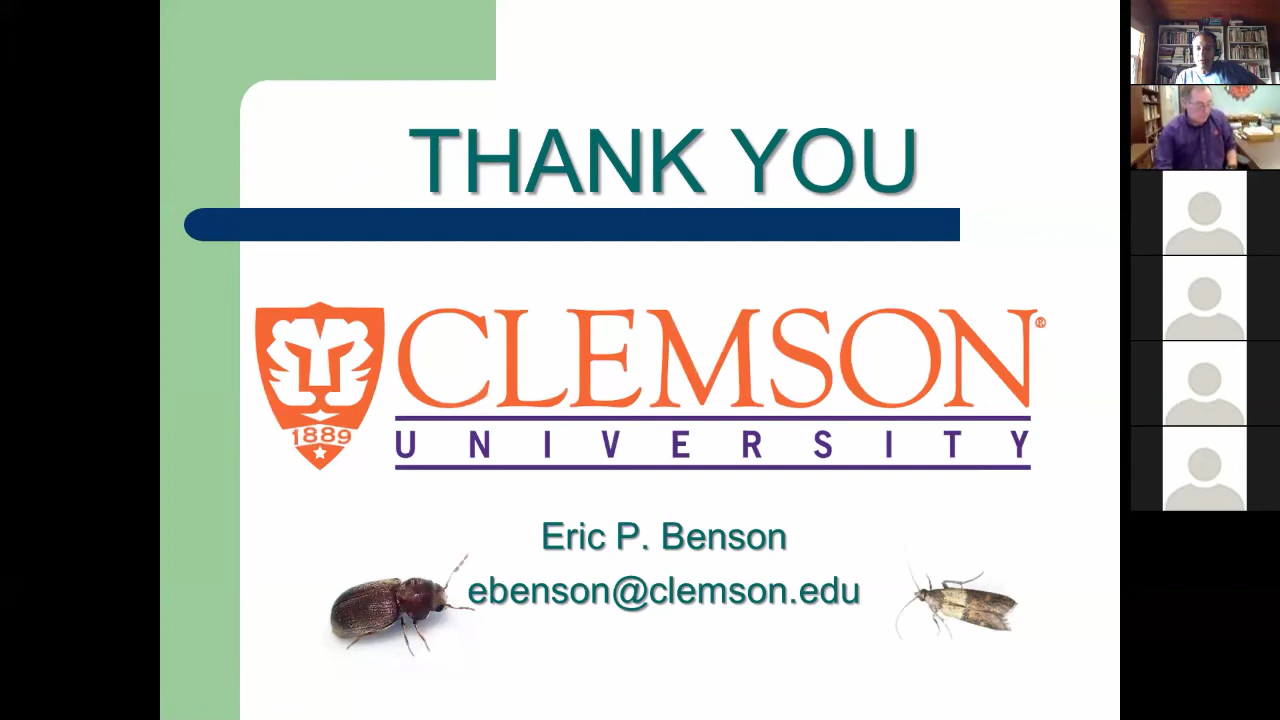 THANK YOU
CLEMSON®
UNIVERSITY
1889
Eric P. Benson
ebenson@clemson.edu